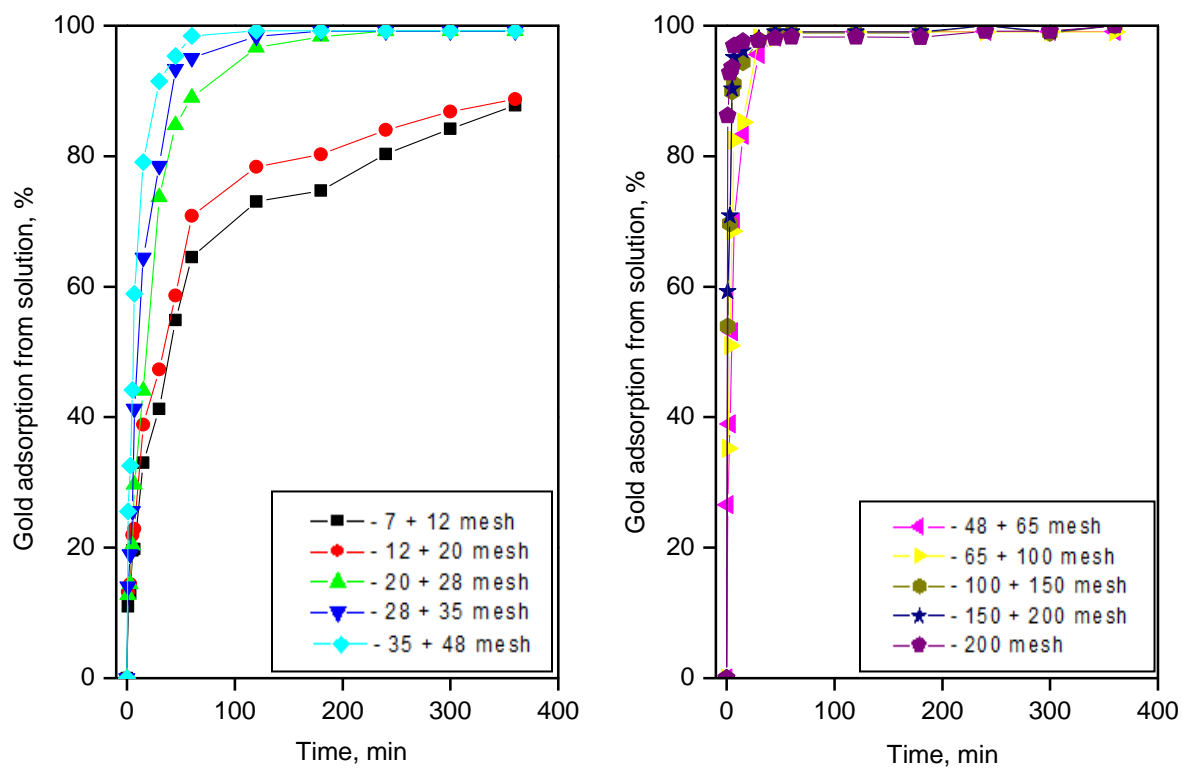 Gold adsorption from solution, %
100
80
60
40
20
0
- 7 + 12 mesh
- 12 + 20 mesh
- 20 + 28 mesh
- 28 + 35 mesh
- 35 + 48 mesh
0 100 200 300 400
Time, min
Gold adsorption from solution, %
100
80
60
40
20
0
- 48 + 65 mesh
- 65 + 100 mesh
- 100 + 150 mesh
- 150 + 200 mesh
- 200 mesh
0 100 200 300 400
Time, min